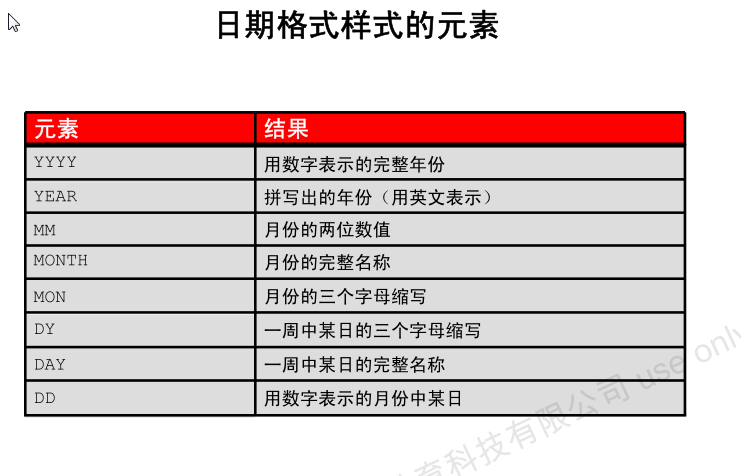 日期格式样式的元素
元素 结果
YYYY 用数字表示的完整年份
YEAR 拼写出的年份（用英文表示）
MM 月份的两位数值
MONTH 月份的完整名称
MON 月份的三个字母缩写
DY 一周中某日的三个字母缩写
DAY 一周中某日的完整名称
DD 用数字表示的月份中某日
育科技有限公司 use only